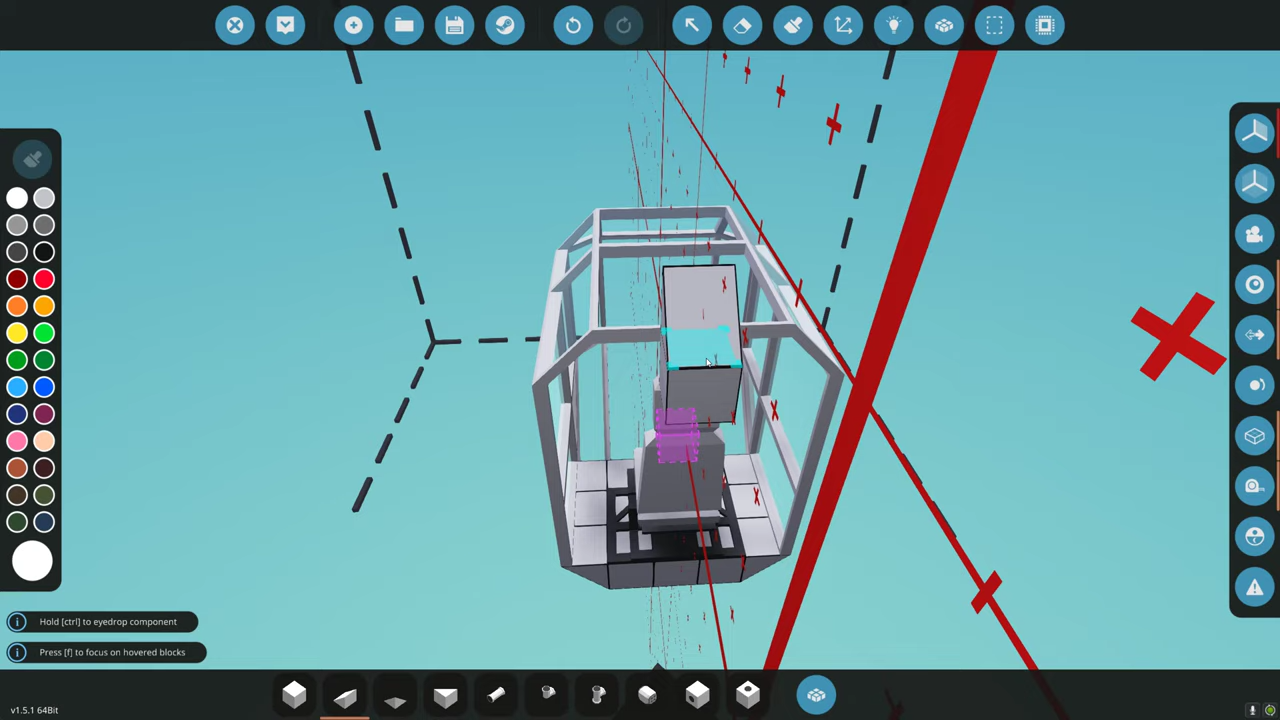 Hold [ctrl] to eyedrop component
Press [f] to focus on hovered blocks
v1.5.1 64Bit